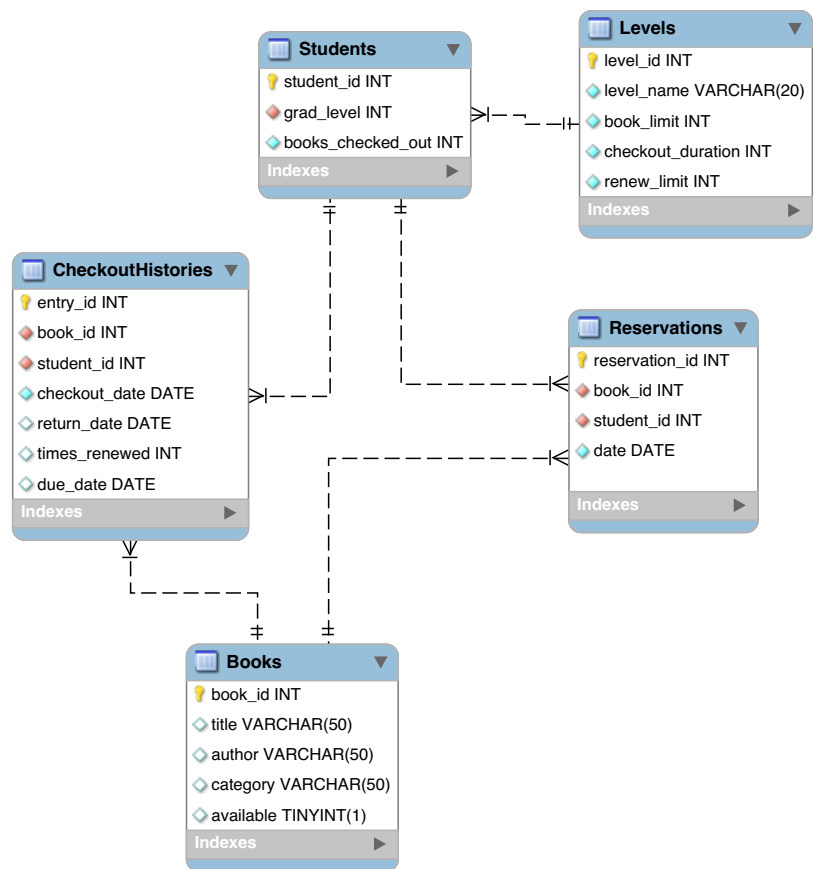 Students
student_id INT
grad_level INT
books_checked_out INT
Indexes
Levels
level_id INT
level_name VARCHAR(20)
book_limit INT
checkout_duration INT
renew_limit INT
Indexes
CheckoutHistories
entry_id INT
book_id INT
student_id INT
checkout_date DATE
return_date DATE
times_renewed INT
due_date DATE
Indexes
Reservations
reservation_id INT
book_id INT
student_id INT
date DATE
Indexes
Books
book_id INT
title VARCHAR(50)
author VARCHAR(50)
category VARCHAR(50)
available TINYINT(1)
Indexes